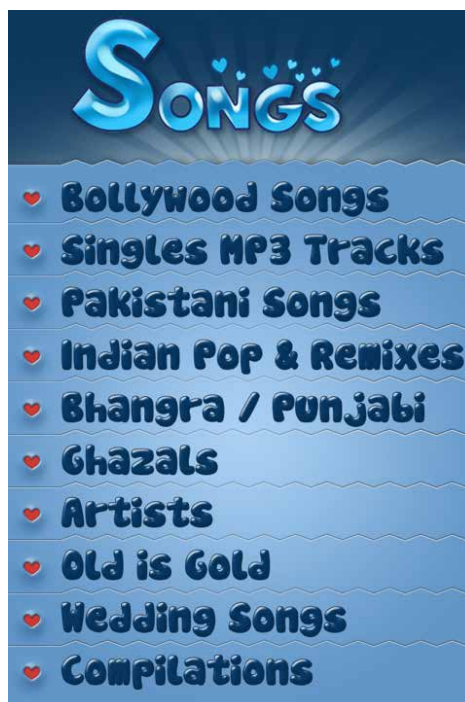 Songs
Bollywood Songs
Singles MP3 Tracks
Pakistani Songs
Indian Pop & Remixes
Bhangra / Punjabi
Ghazals
Artists
Old is Gold
Wedding Songs
Compilations